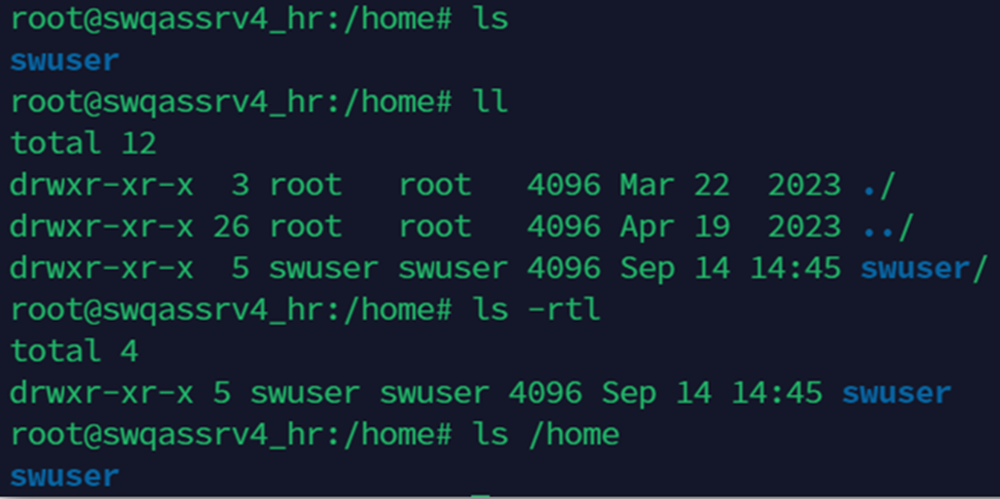 root@swqassrv4_hr:/home# ls
swuser
root@swqassrv4_hr:/home# ll
total 12
drwxr-xr-x  3 root   root   4096 Mar 22  2023 ./
drwxr-xr-x 26 root   root   4096 Apr 19  2023 ../
drwxr-xr-x  5 swuser swuser 4096 Sep 14 14:45 swuser/
root@swqassrv4_hr:/home# ls -rtl
total 4
drwxr-xr-x 5 swuser swuser 4096 Sep 14 14:45 swuser
root@swqassrv4_hr:/home# ls /home
swuser